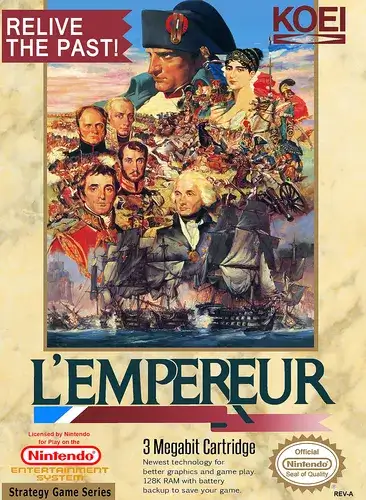 RELIVE
THE PAST!
KOEI
L'EMPEREUR
Licensed by Nintendo
for Play on the
Nintendo
ENTERTAINMENT
SYSTEM
Strategy Game Series
3 Megabit Cartridge
Newest technology for
better graphics and game play.
128K RAM with battery
backup to save your game.
Official
Nintendo
Seal of Quality
REV-A